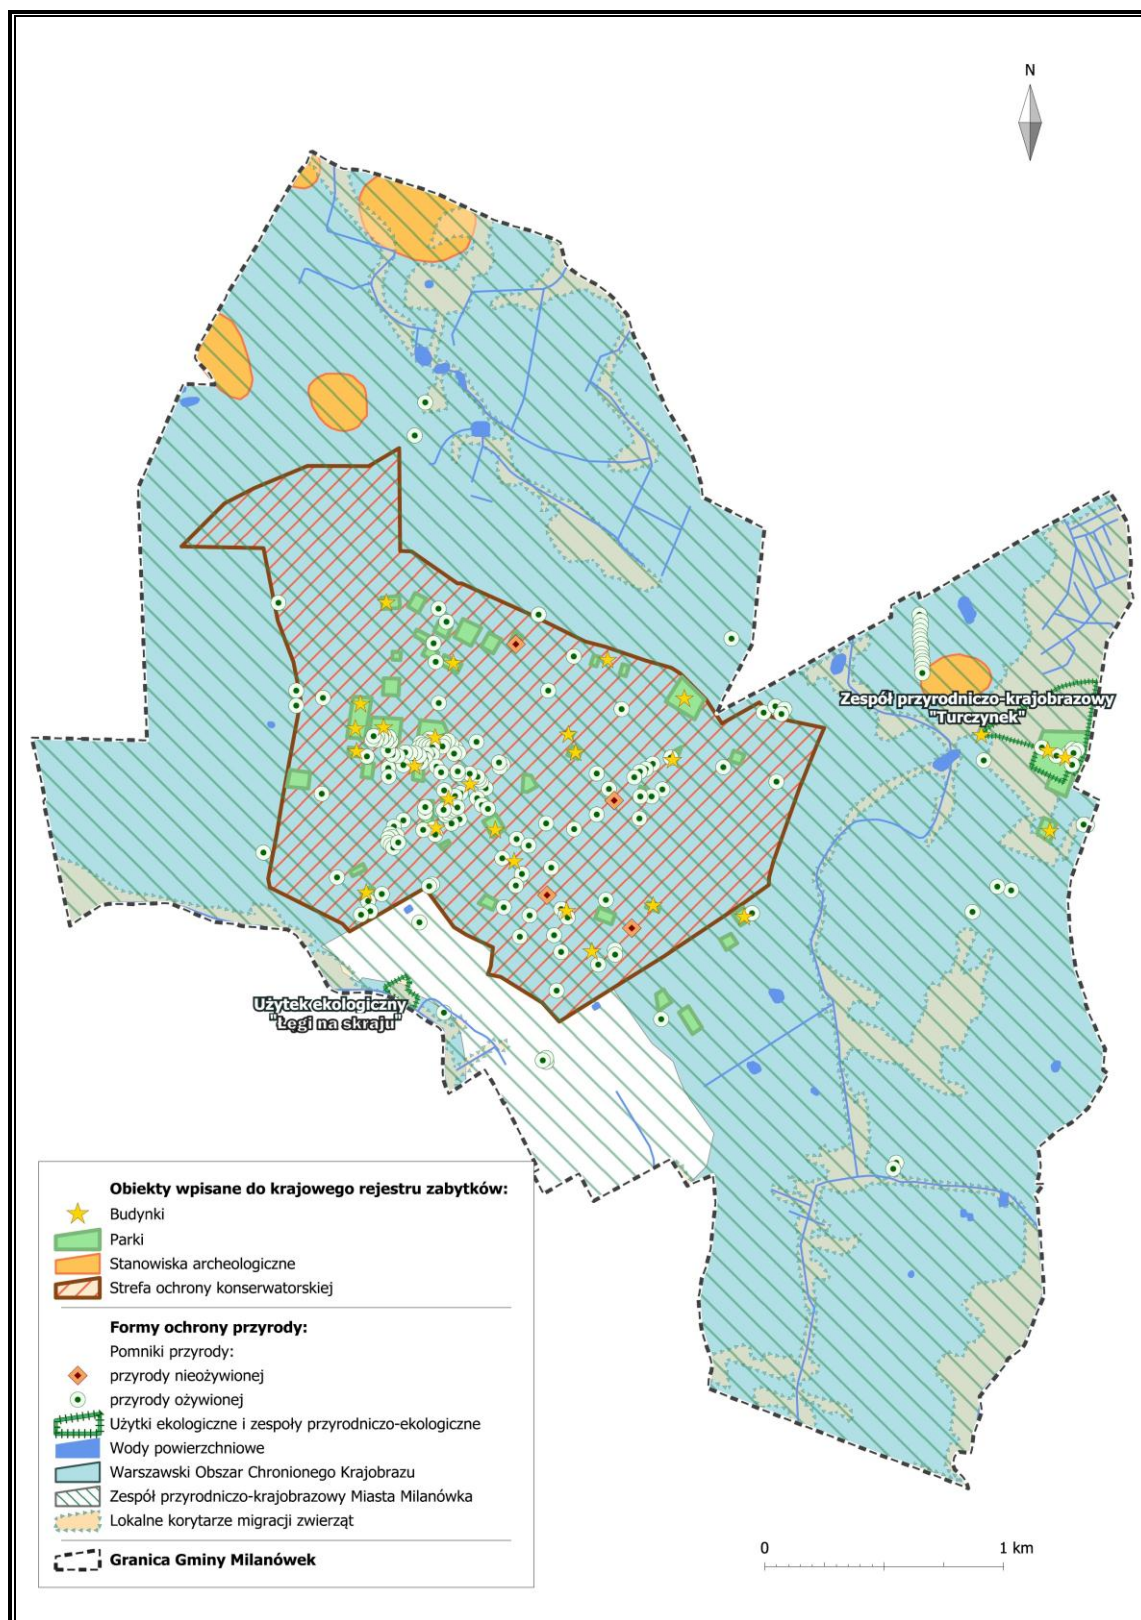 N
Zespół przyrodniczo-krajobrazowy
"Turczynek"
Użytek ekologiczny
"Łęgi na skraju"
Obiekty wpisane do krajowego rejestru zabytków:
Budynki
Parki
Stanowiska archeologiczne
Strefa ochrony konserwatorskiej
Formy ochrony przyrody:
Pomniki przyrody:
przyrody nieożywionej
przyrody ożywionej
Użytki ekologiczne i zespoły przyrodniczo-ekologiczne
Wody powierzchniowe
Warszawski Obszar Chronionego Krajobrazu
Zespół przyrodniczo-krajobrazowy Miasta Milanówka
Lokalne korytarze migracji zwierząt
Granica Gminy Milanówek
0 1 km